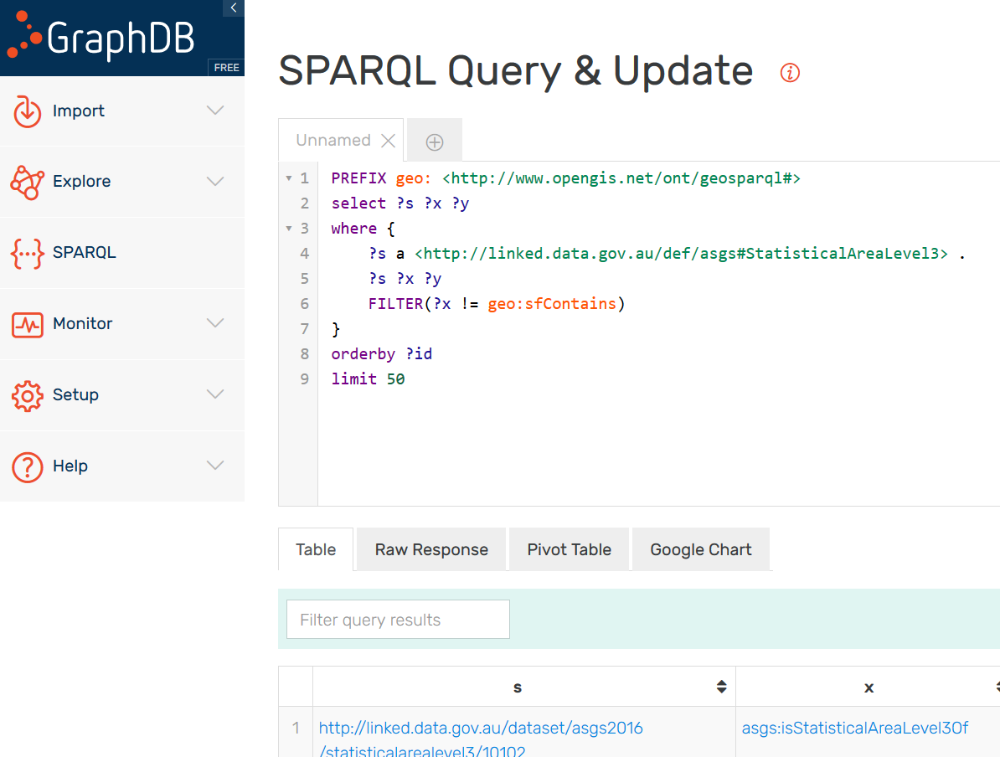 GraphDB
FREE
Import
Explore
SPARQL
Monitor
Setup
Help
SPARQL Query & Update
Unnamed
1 PREFIX geo: <http://www.opengis.net/ont/geosparql#>
2 select ?s ?x ?y
3 where {
4 ?s a <http://linked.data.gov.au/def/asgs#StatisticalAreaLevel3> .
5 ?s ?x ?y
6 FILTER(?x != geo:sfContains)
7 }
8 orderby ?id
9 limit 50
Table Raw Response Pivot Table Google Chart
Filter query results
s x
1 http://linked.data.gov.au/dataset/asgs2016 asgs:isStatisticalAreaLevel3Of
/statisticalarealevel3/10102